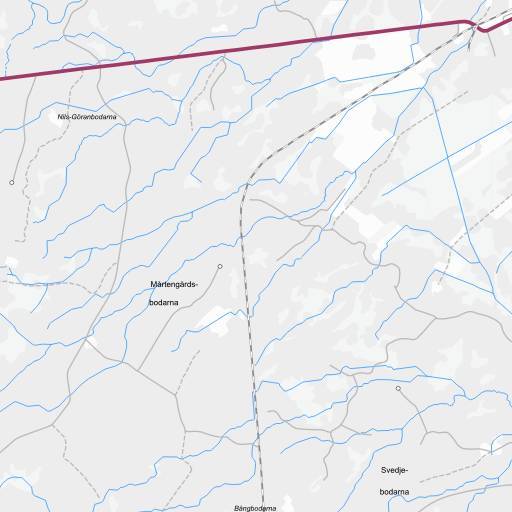 Nils-Göranbodarna
Mårtengårds-
bodarna
Svedje-
bodarna
Bångbodarna